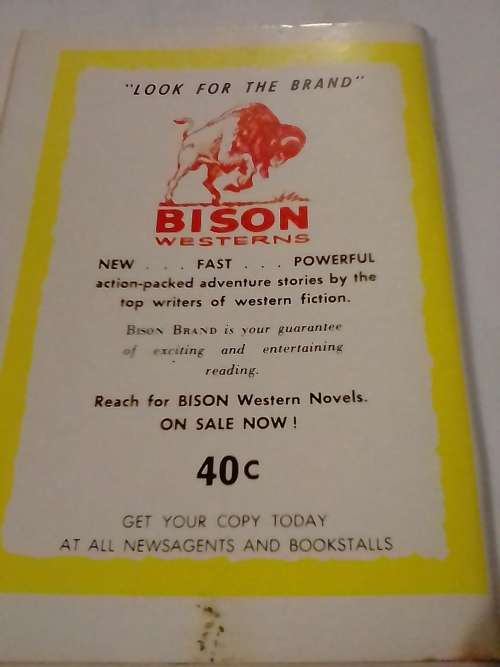 "LOOK FOR THE BRAND"
BISON
WESTERNS
NEW . . . FAST . . . POWERFUL
action-packed adventure stories by the
top writers of western fiction.
BISON BRAND is your guarantee
of exciting and entertaining
reading.
Reach for BISON Western Novels.
ON SALE NOW !
40c
GET YOUR COPY TODAY
AT ALL NEWSAGENTS AND BOOKSTALLS